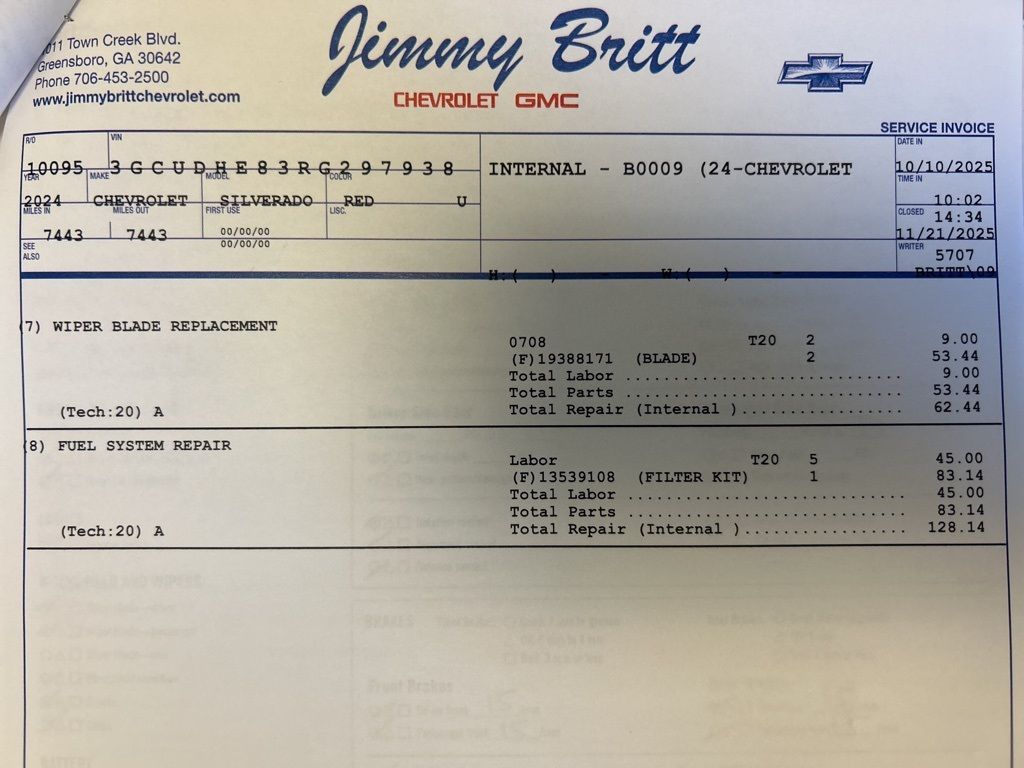 11 Town Creek Blvd.
Greensboro, GA 30642
Phone 706-453-2500
www.jimmybrittchevrolet.com
Jimmy Britt
CHEVROLET GMC
SERVICE INVOICE
R/O VIN DATE IN
10095 3GCUDHE83RG297938 INTERNAL - B0009 (24-CHEVROLET 10/10/2025
YEAR MAKE MODEL COLOR TIME IN
2024 CHEVROLET SILVERADO RED U 10:02
MILES IN MILES OUT FIRST USE LISC. CLOSED 14:34
7443 7443 00/00/00 11/21/2025
00/00/00
SEE ALSO WRITER 5707
H:( ) - W:( ) - BRITT\09
(7) WIPER BLADE REPLACEMENT
0708 T20 2 9.00
(F)19388171 (BLADE) 2 53.44
Total Labor .............................. 9.00
Total Parts .............................. 53.44
(Tech:20) A Total Repair (Internal )................. 62.44
(8) FUEL SYSTEM REPAIR
Labor T20 5 45.00
(F)13539108 (FILTER KIT) 1 83.14
Total Labor .............................. 45.00
Total Parts .............................. 83.14
(Tech:20) A Total Repair (Internal )................. 128.14
BRAKES
Front Brakes